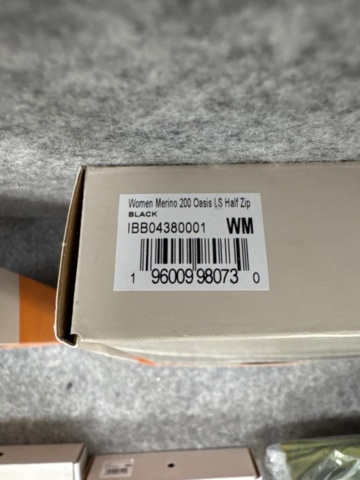 Women Merino 200 Oasis LS Half Zip
BLACK
IBB04380001 WM
1 96009 98073 0